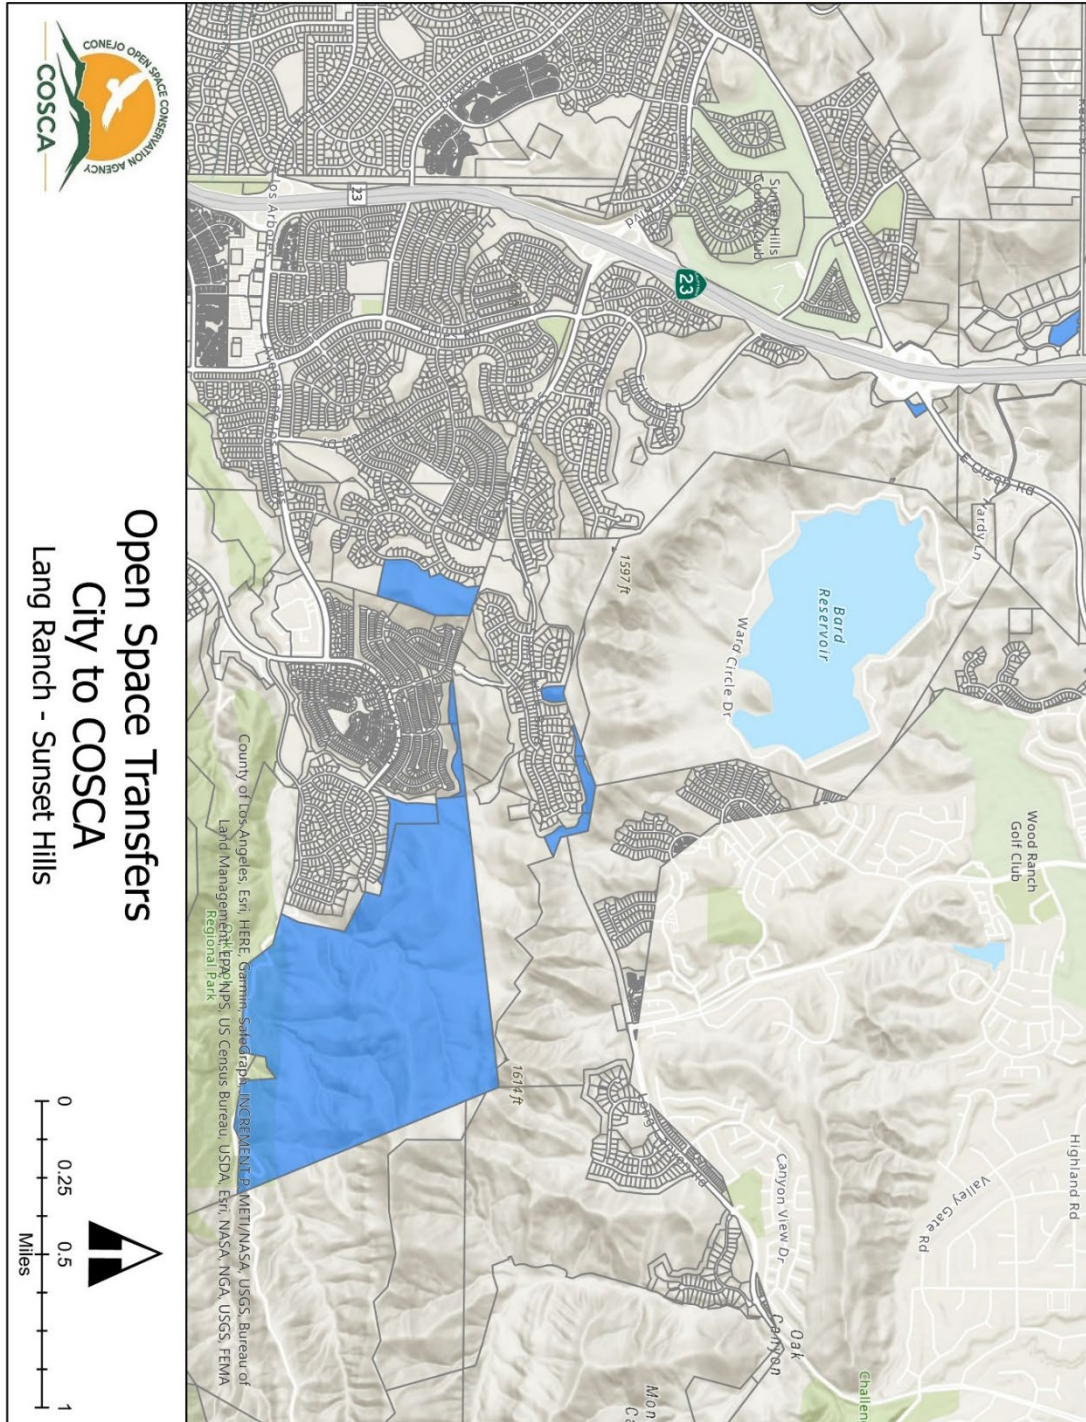 CONEJO OPEN SPACE CONSERVATION AGENCY
COSCA
Open Space Transfers
City to COSCA
Lang Ranch - Sunset Hills
0 0.25 0.5 1
Miles
Highland Rd
Valley Gate
Rd
Wood Ranch
Golf Club
E Olsen Rd
Yardy Ln
Bard
Reservoir
Ward Circle Dr
1597 ft
Sunset Hills
23
23
Canyon View Dr
Oak
Canyon
1614 ft
Regional Park
County of Los Angeles, Esri, HERE, Garmin, SafeGraph, INCREMENT P, METI/NASA, USGS, Bureau of
Land Management, EPA, NPS, US Census Bureau, USDA, Esri, NASA, NGA, USGS, FEMA